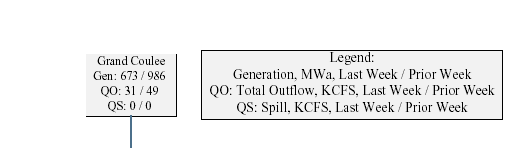 Grand Coulee
Gen: 673 / 986
QO: 31 / 49
QS: 0 / 0
Legend:
Generation, MWa, Last Week / Prior Week
QO: Total Outflow, KCFS, Last Week / Prior Week
QS: Spill, KCFS, Last Week / Prior Week